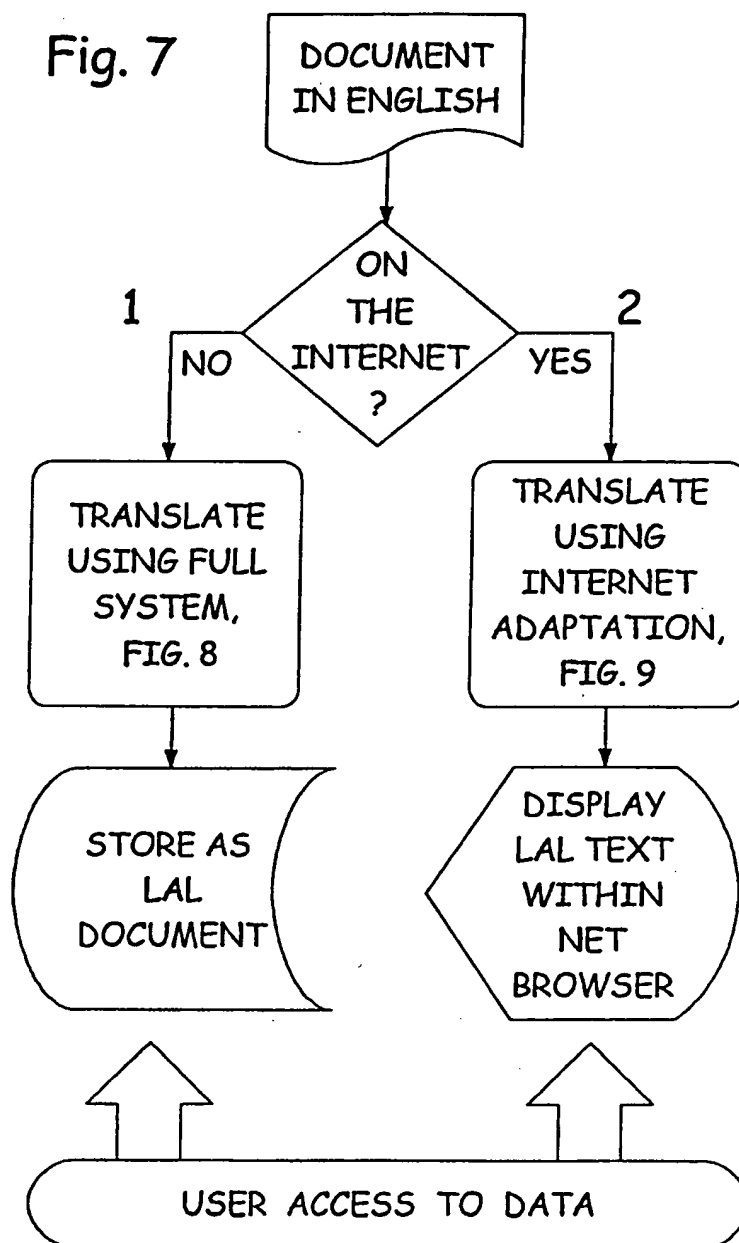 Fig. 7
DOCUMENT
IN ENGLISH
ON
THE
INTERNET
?
1
NO
2
YES
TRANSLATE
USING FULL
SYSTEM,
FIG. 8
TRANSLATE
USING
INTERNET
ADAPTATION,
FIG. 9
STORE AS
LAL
DOCUMENT
DISPLAY
LAL TEXT
WITHIN
NET
BROWSER
USER ACCESS TO DATA